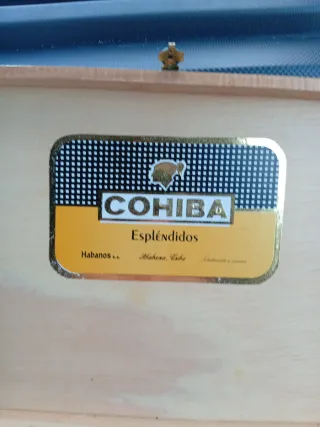 COHIBA
Espléndidos
Habanos s.a.
Habana, Cuba